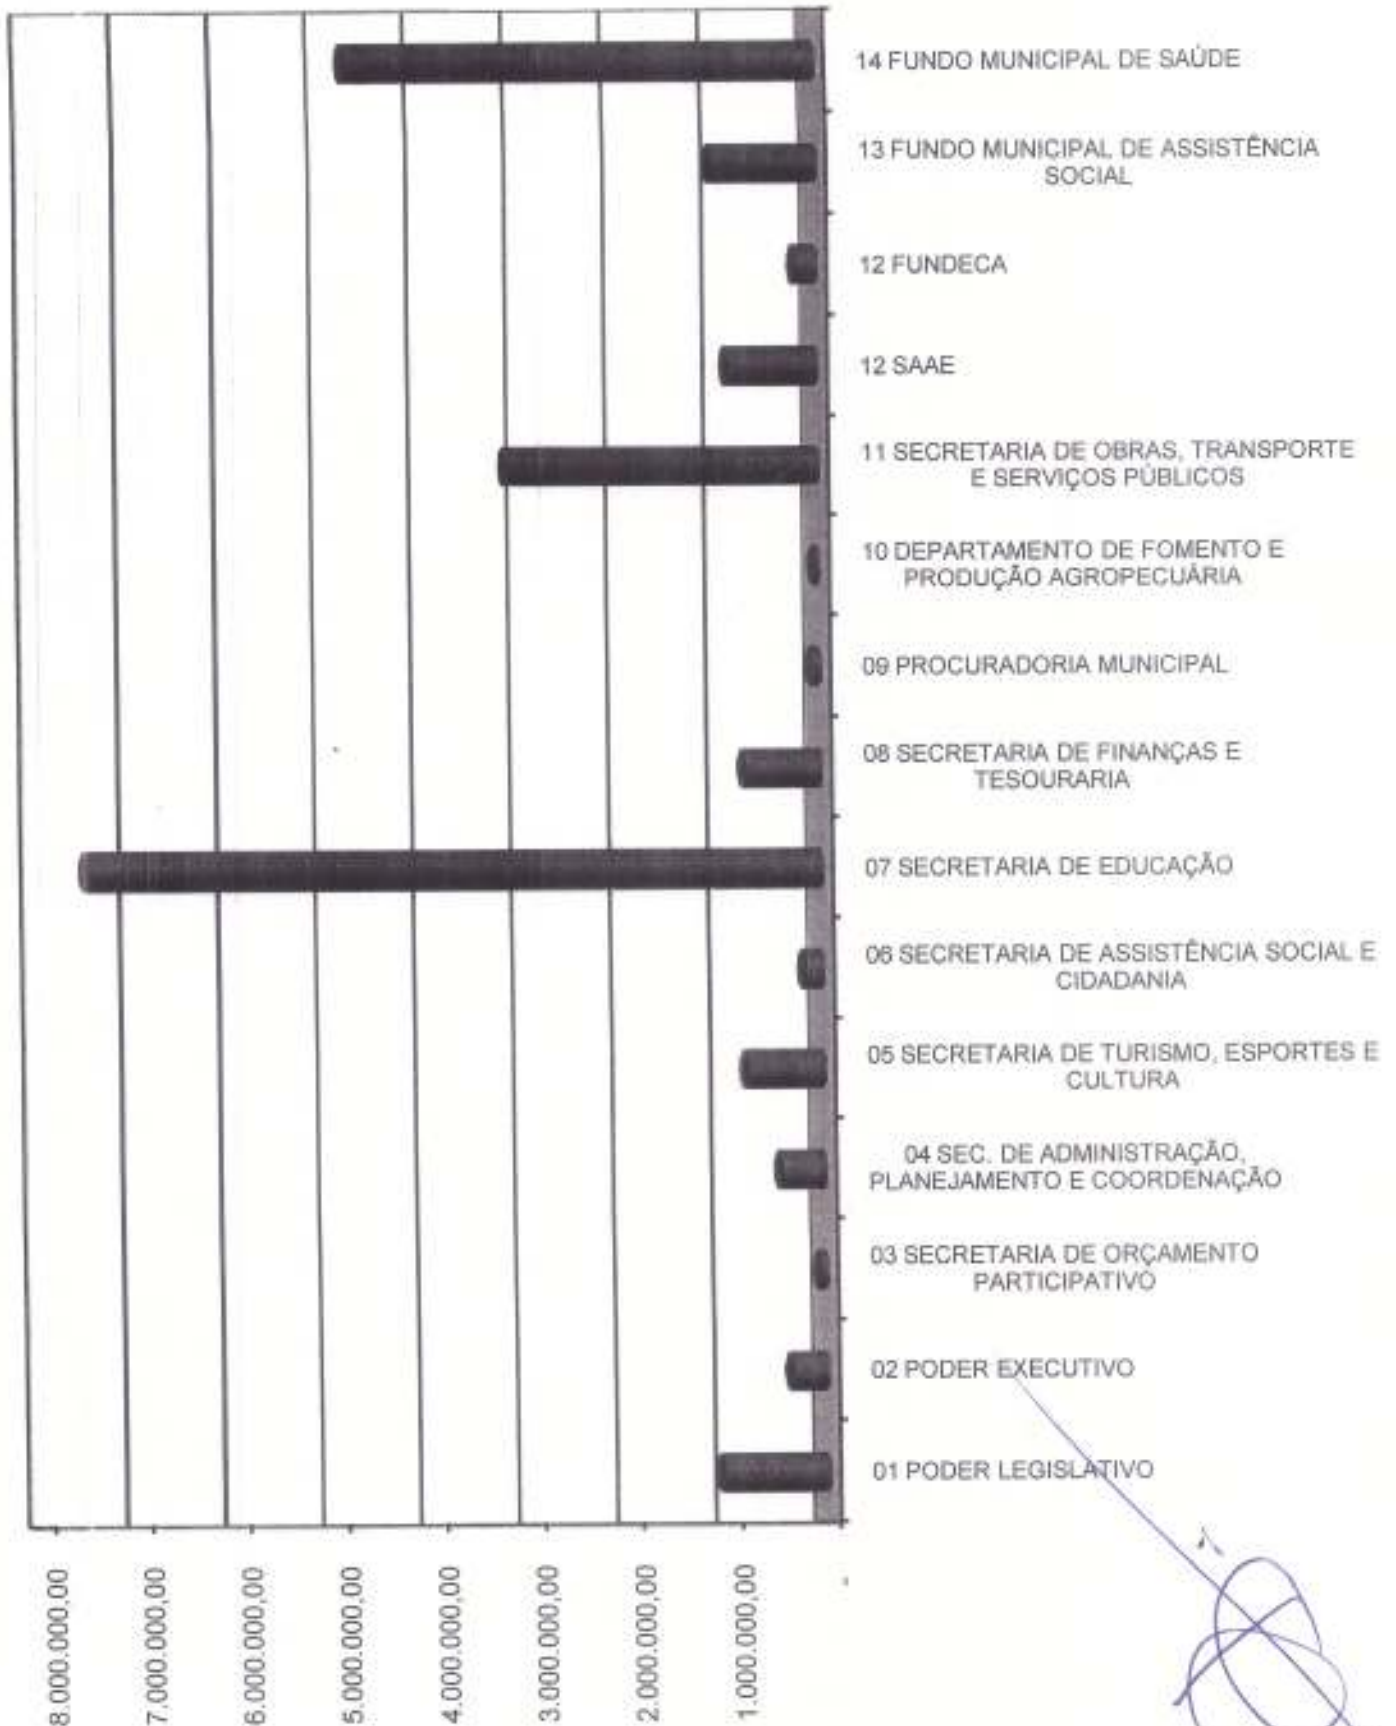 14 FUNDO MUNICIPAL DE SAÚDE
13 FUNDO MUNICIPAL DE ASSISTÊNCIA
SOCIAL
12 FUNDECA
12 SAAE
11 SECRETARIA DE OBRAS, TRANSPORTE
E SERVIÇOS PÚBLICOS
10 DEPARTAMENTO DE FOMENTO E
PRODUÇÃO AGROPECUÁRIA
09 PROCURADORIA MUNICIPAL
08 SECRETARIA DE FINANÇAS E
TESOURARIA
07 SECRETARIA DE EDUCAÇÃO
06 SECRETARIA DE ASSISTÊNCIA SOCIAL E
CIDADANIA
05 SECRETARIA DE TURISMO, ESPORTES E
CULTURA
04 SEC. DE ADMINISTRAÇÃO,
PLANEJAMENTO E COORDENAÇÃO
03 SECRETARIA DE ORÇAMENTO
PARTICIPATIVO
02 PODER EXECUTIVO
01 PODER LEGISLATIVO
8.000.000,00
7.000.000,00
6.000.000,00
5.000.000,00
4.000.000,00
3.000.000,00
2.000.000,00
1.000.000,00
-